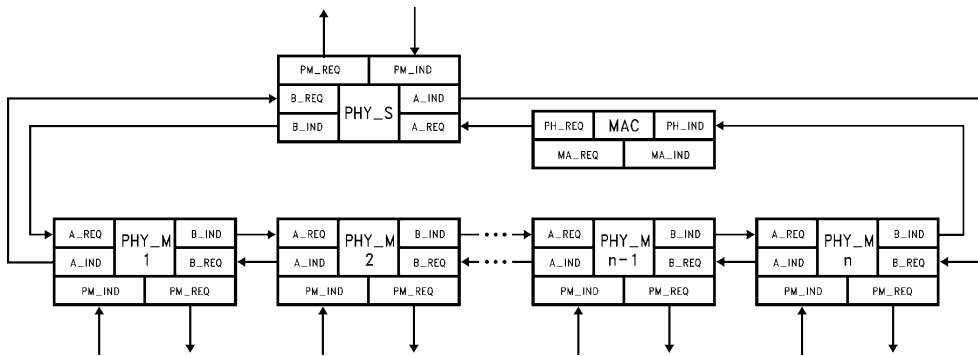 PM_REQ PM_IND
B_REQ PHY_S A_IND
B_IND A_REQ
PH_REQ MAC PH_IND
MA_REQ MA_IND
A_REQ PHY_M B_IND A_REQ PHY_M B_IND ... A_REQ PHY_M B_IND A_REQ PHY_M B_IND
A_IND 1 B_REQ A_IND 2 B_REQ ... A_IND n-1 B_REQ A_IND n B_REQ
PM_IND PM_REQ PM_IND PM_REQ PM_IND PM_REQ PM_IND PM_REQ